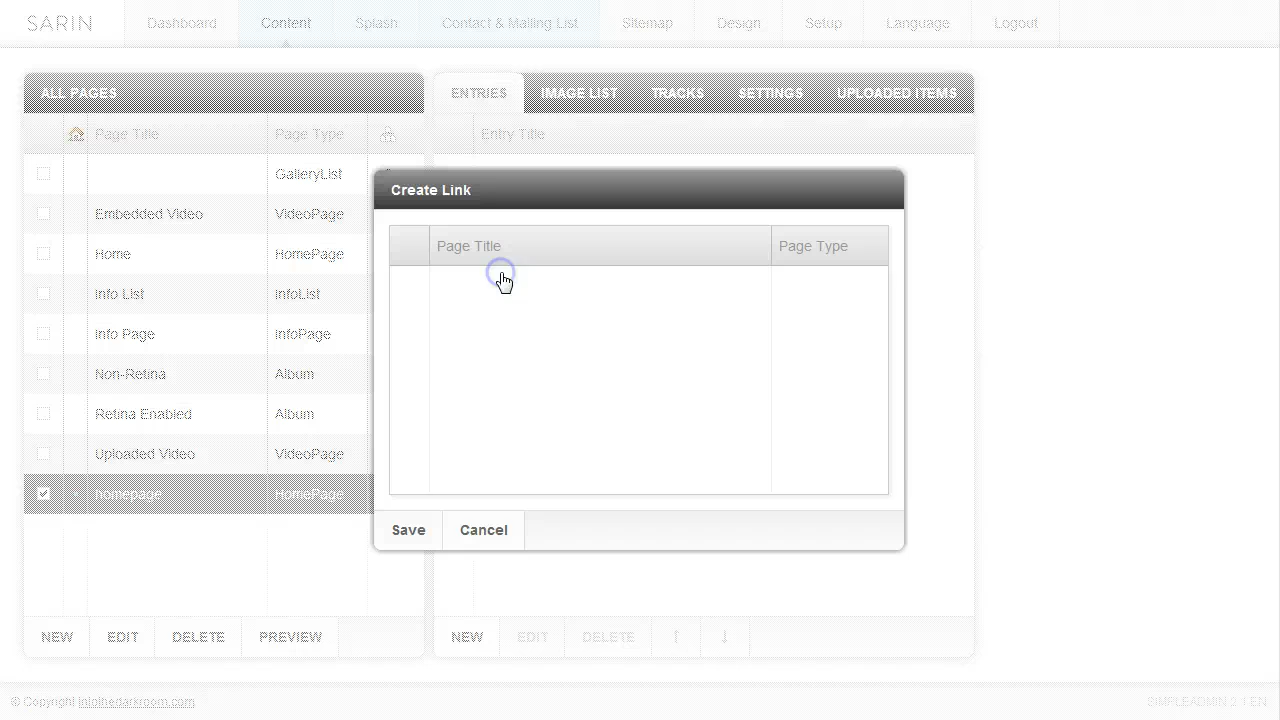 SARIN Dashboard Content Splash Contact & Mailing List Sitemap Design Setup Language Logout
ALL PAGES
Page Title Page Type
GalleryList
Embedded Video VideoPage
Home HomePage
Info List InfoList
Info Page InfoPage
Non-Retina Album
Retina Enabled Album
Uploaded Video VideoPage
homepage HomePage
NEW EDIT DELETE PREVIEW
ENTRIES IMAGE LIST TRACKS SETTINGS UPLOADED ITEMS
Entry Title
NEW EDIT DELETE ↑ ↓
Create Link
Page Title Page Type
Save Cancel
© Copyright intothedarkroom.com
SIMPLEADMIN 2.1 EN